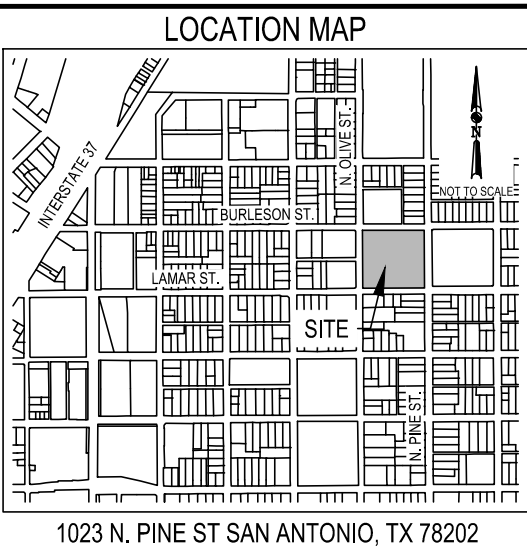 LOCATION MAP
N. OLIVE ST.
INTERSTATE 37
N
NOT TO SCALE
BURLESON ST.
LAMAR ST.
SITE
N. PINE ST.
1023 N. PINE ST SAN ANTONIO, TX 78202